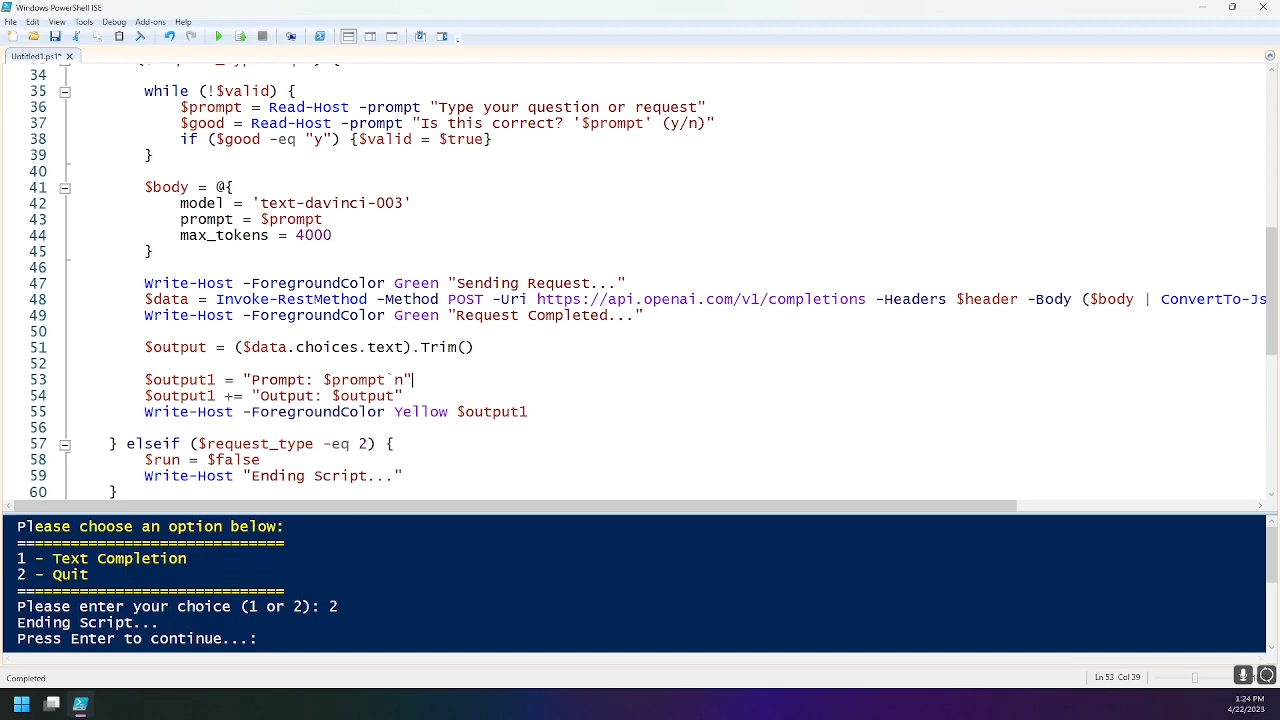 Windows PowerShell ISE
File Edit View Tools Debug Add-ons Help
Untitled1.ps1*
34
35 while (!$valid) {
36 $prompt = Read-Host -prompt "Type your question or request"
37 $good = Read-Host -prompt "Is this correct? '$prompt' (y/n)"
38 if ($good -eq "y") {$valid = $true}
39 }
40
41 $body = @{
42 model = 'text-davinci-003'
43 prompt = $prompt
44 max_tokens = 4000
45 }
46
47 Write-Host -ForegroundColor Green "Sending Request..."
48 $data = Invoke-RestMethod -Method POST -Uri https://api.openai.com/v1/completions -Headers $header -Body ($body | ConvertTo-Js
49 Write-Host -ForegroundColor Green "Request Completed..."
50
51 $output = ($data.choices.text).Trim()
52
53 $output1 = "Prompt: $prompt`n"
54 $output1 += "Output: $output"
55 Write-Host -ForegroundColor Yellow $output1
56
57 } elseif ($request_type -eq 2) {
58 $run = $false
59 Write-Host "Ending Script..."
60 }
Please choose an option below:
==============================
1 - Text Completion
2 - Quit
==============================
Please enter your choice (1 or 2): 2
Ending Script...
Press Enter to continue...:
Completed
Ln 53 Col 39
1:24 PM
4/22/2023